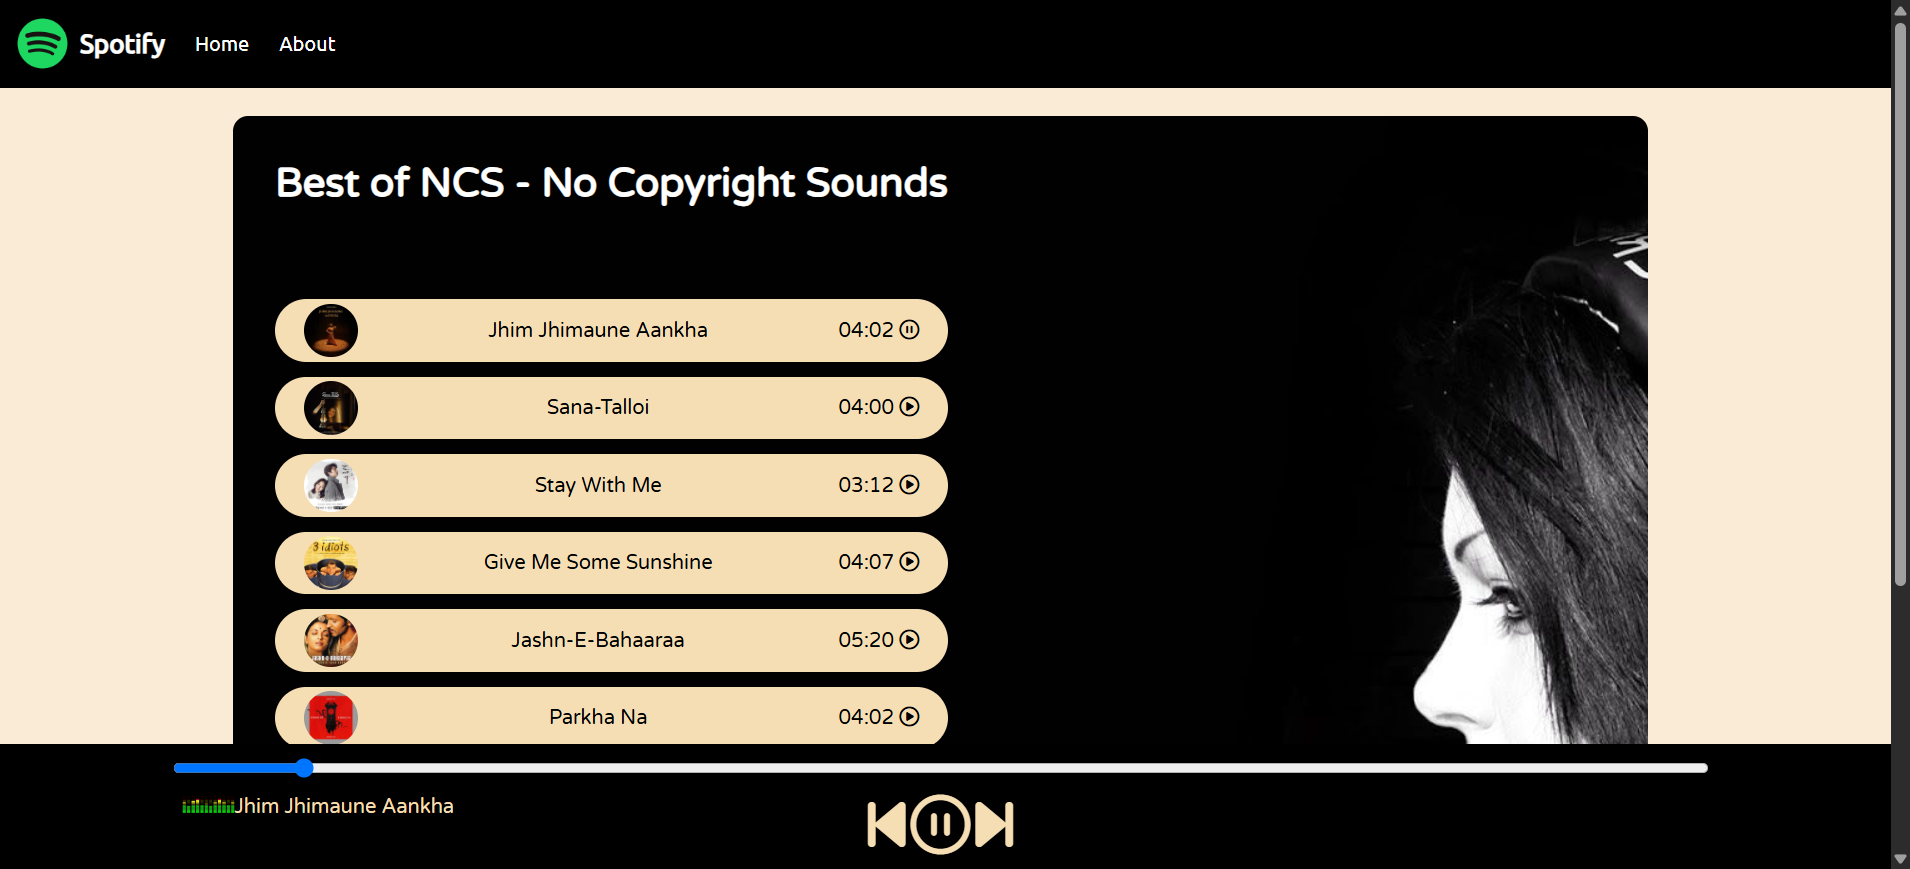 Spotify Home About
Best of NCS - No Copyright Sounds
Jhim Jhimaune Aankha 04:02
Sana-Talloi 04:00
Stay With Me 03:12
3 idiots
Give Me Some Sunshine 04:07
Jashn-E-Bahaaraa 05:20
Parkha Na 04:02
Jhim Jhimaune Aankha